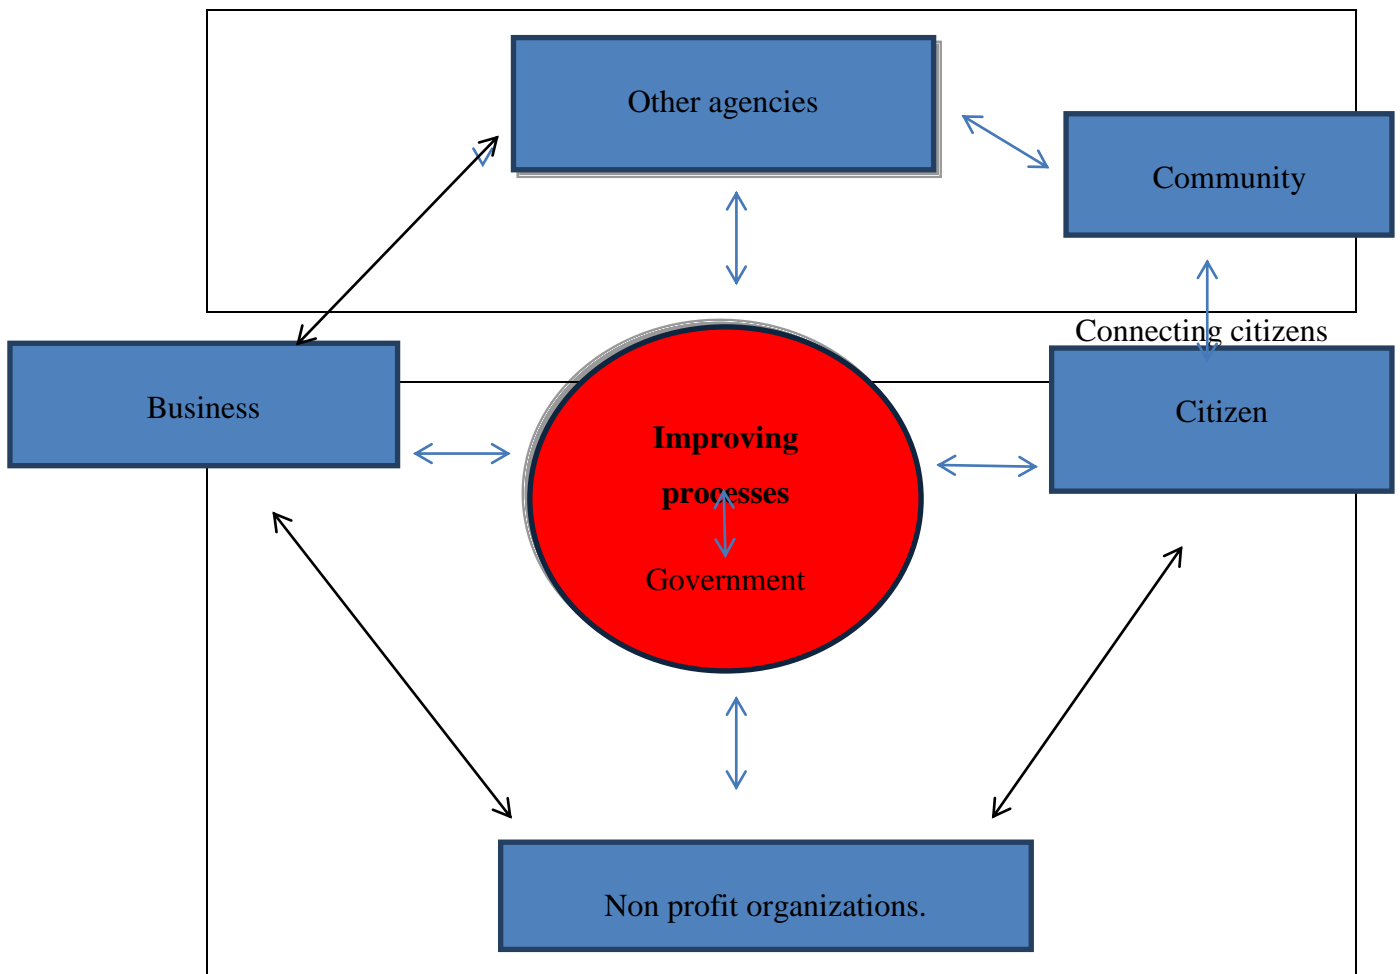 Other agencies
Community
Connecting citizens
Business
Citizen
Improving
processes
Government
Non profit organizations.